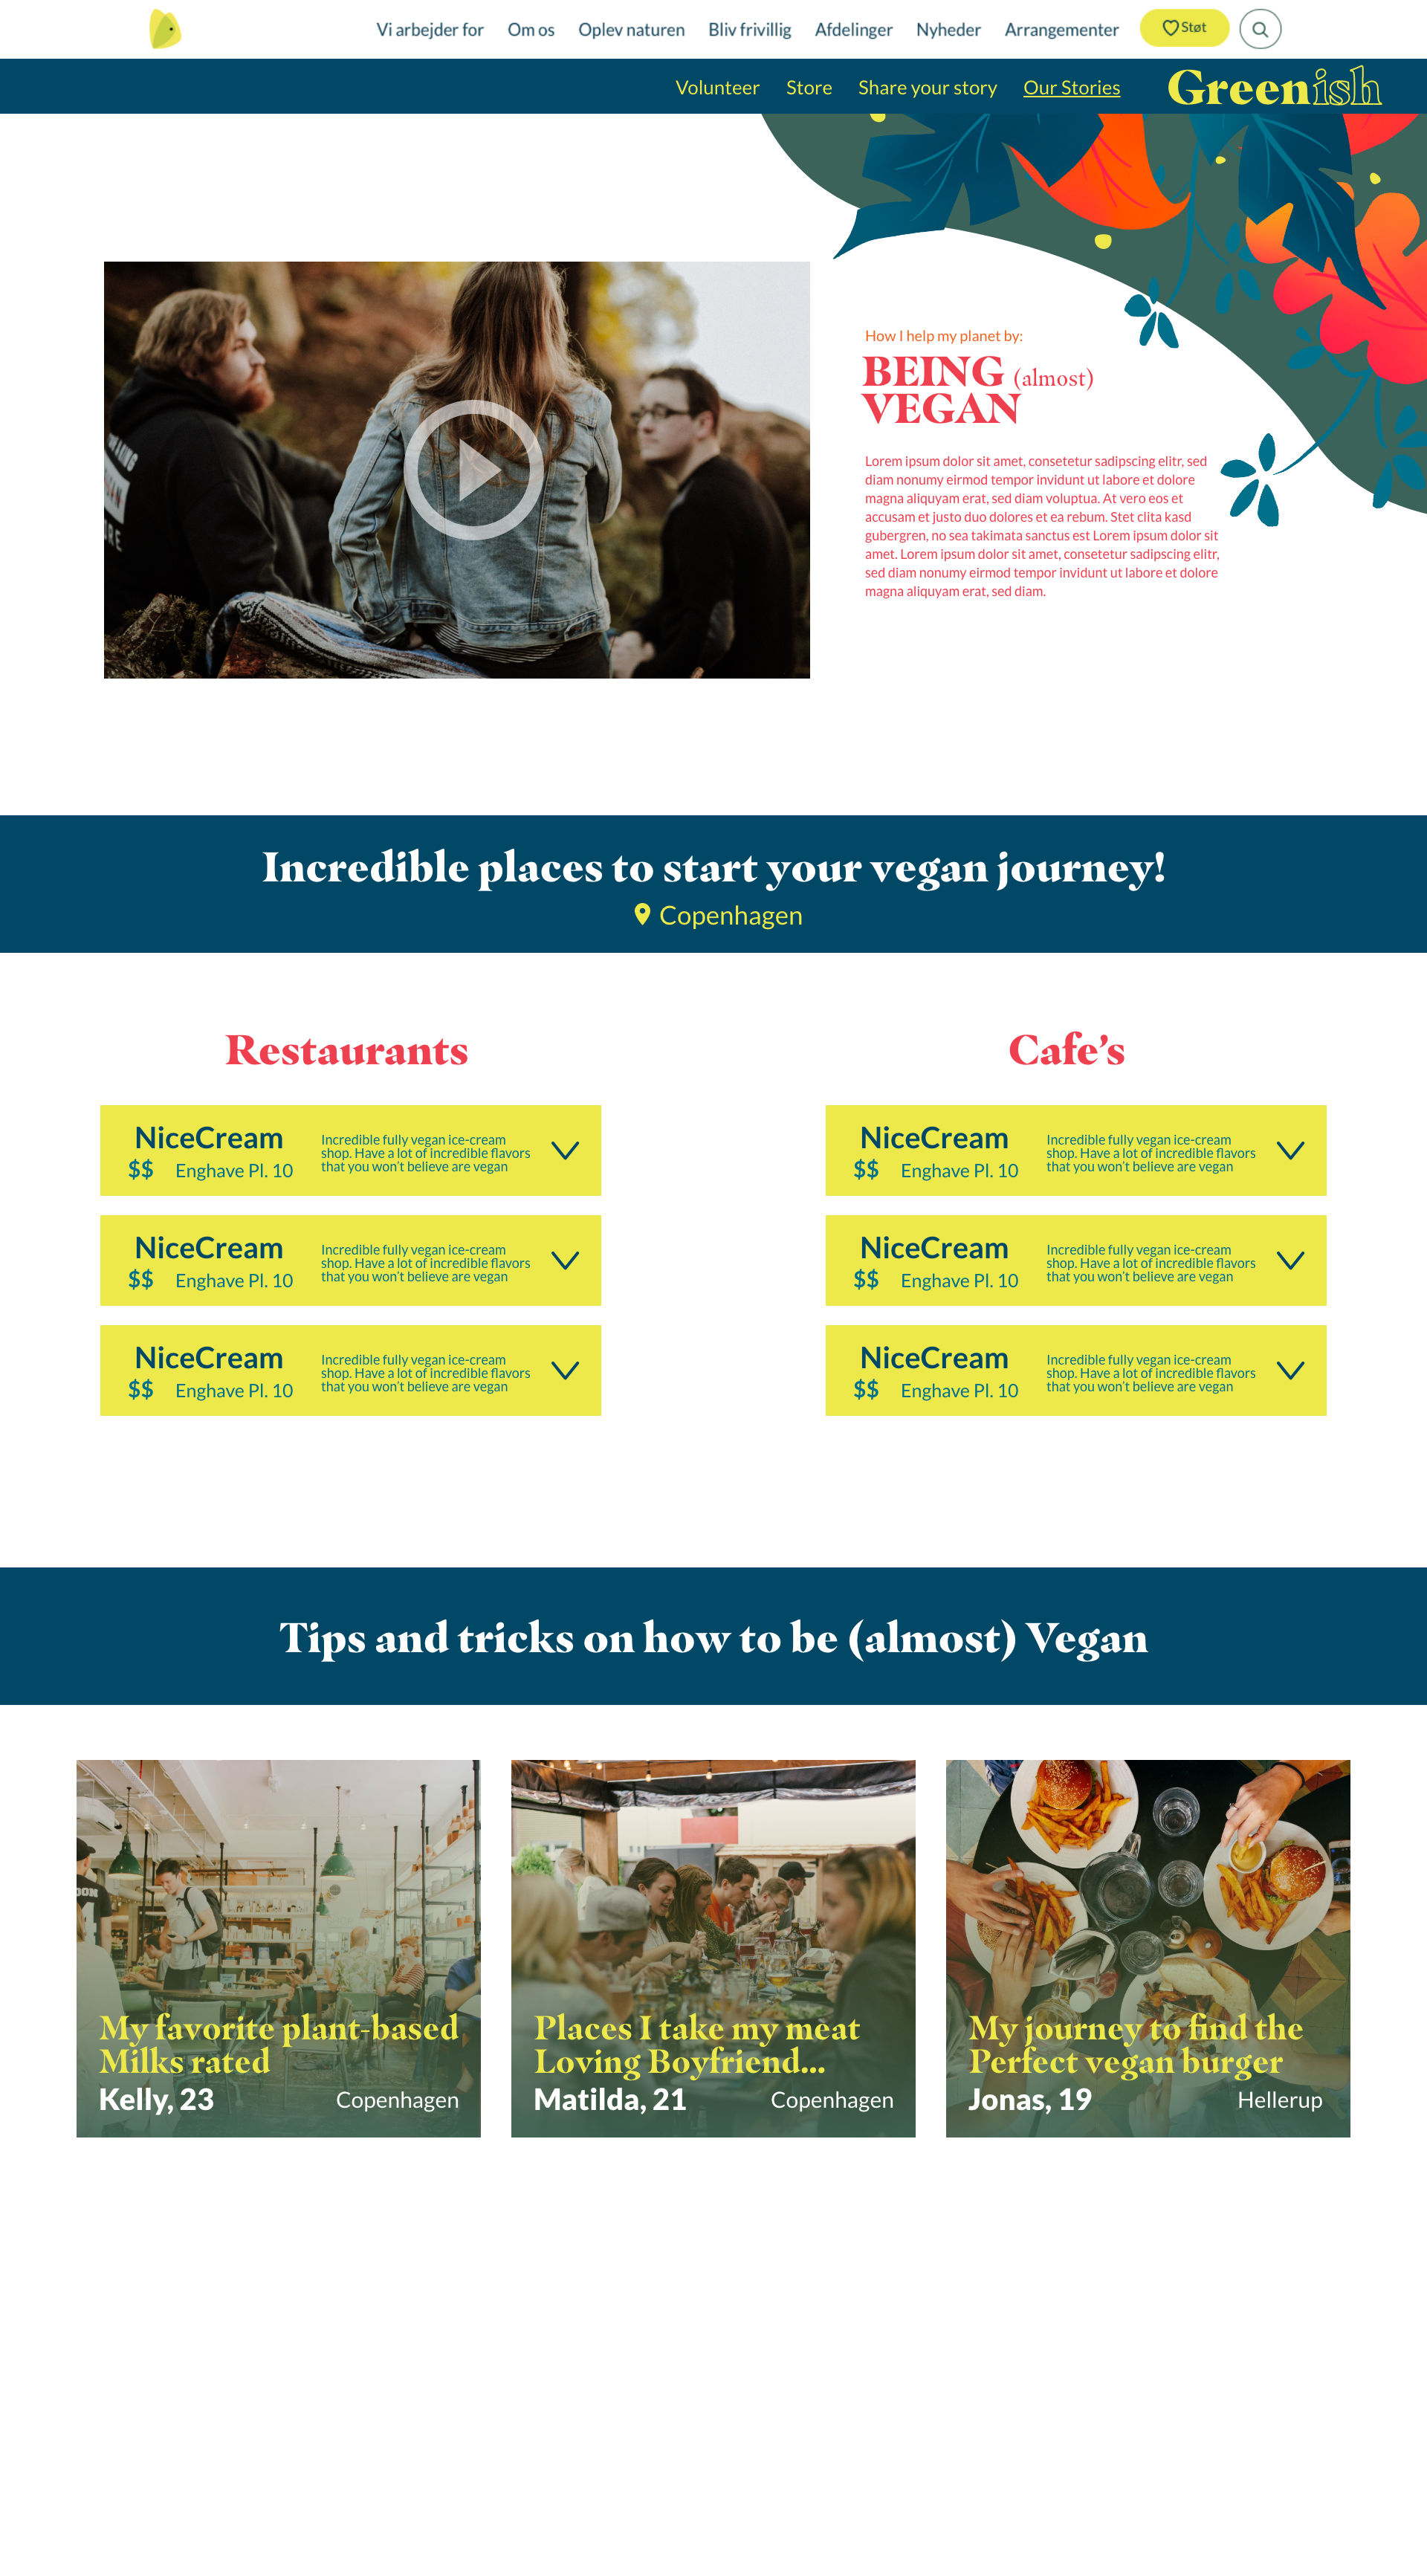 Vi arbejder for Om os Oplev naturen Bliv frivillig Afdelinger Nyheder Arrangementer Støt
Volunteer Store Share your story Our Stories Greenish
How I help my planet by:
BEING (almost)
VEGAN
Lorem ipsum dolor sit amet, consetetur sadipscing elitr, sed
diam nonumy eirmod tempor invidunt ut labore et dolore
magna aliquyam erat, sed diam voluptua. At vero eos et
accusam et justo duo dolores et ea rebum. Stet clita kasd
gubergren, no sea takimata sanctus est Lorem ipsum dolor sit
amet. Lorem ipsum dolor sit amet, consetetur sadipscing elitr,
sed diam nonumy eirmod tempor invidunt ut labore et dolore
magna aliquyam erat, sed diam.
Incredible places to start your vegan journey!
Copenhagen
Restaurants
NiceCream
$$ Enghave Pl. 10
Incredible fully vegan ice-cream
shop. Have a lot of incredible flavors
that you won't believe are vegan
NiceCream
$$ Enghave Pl. 10
Incredible fully vegan ice-cream
shop. Have a lot of incredible flavors
that you won't believe are vegan
NiceCream
$$ Enghave Pl. 10
Incredible fully vegan ice-cream
shop. Have a lot of incredible flavors
that you won't believe are vegan
Cafe's
NiceCream
$$ Enghave Pl. 10
Incredible fully vegan ice-cream
shop. Have a lot of incredible flavors
that you won't believe are vegan
NiceCream
$$ Enghave Pl. 10
Incredible fully vegan ice-cream
shop. Have a lot of incredible flavors
that you won't believe are vegan
NiceCream
$$ Enghave Pl. 10
Incredible fully vegan ice-cream
shop. Have a lot of incredible flavors
that you won't believe are vegan
Tips and tricks on how to be (almost) Vegan
My favorite plant-based
Milks rated
Kelly, 23 Copenhagen
Places I take my meat
Loving Boyfriend...
Matilda, 21 Copenhagen
My journey to find the
Perfect vegan burger
Jonas, 19 Hellerup